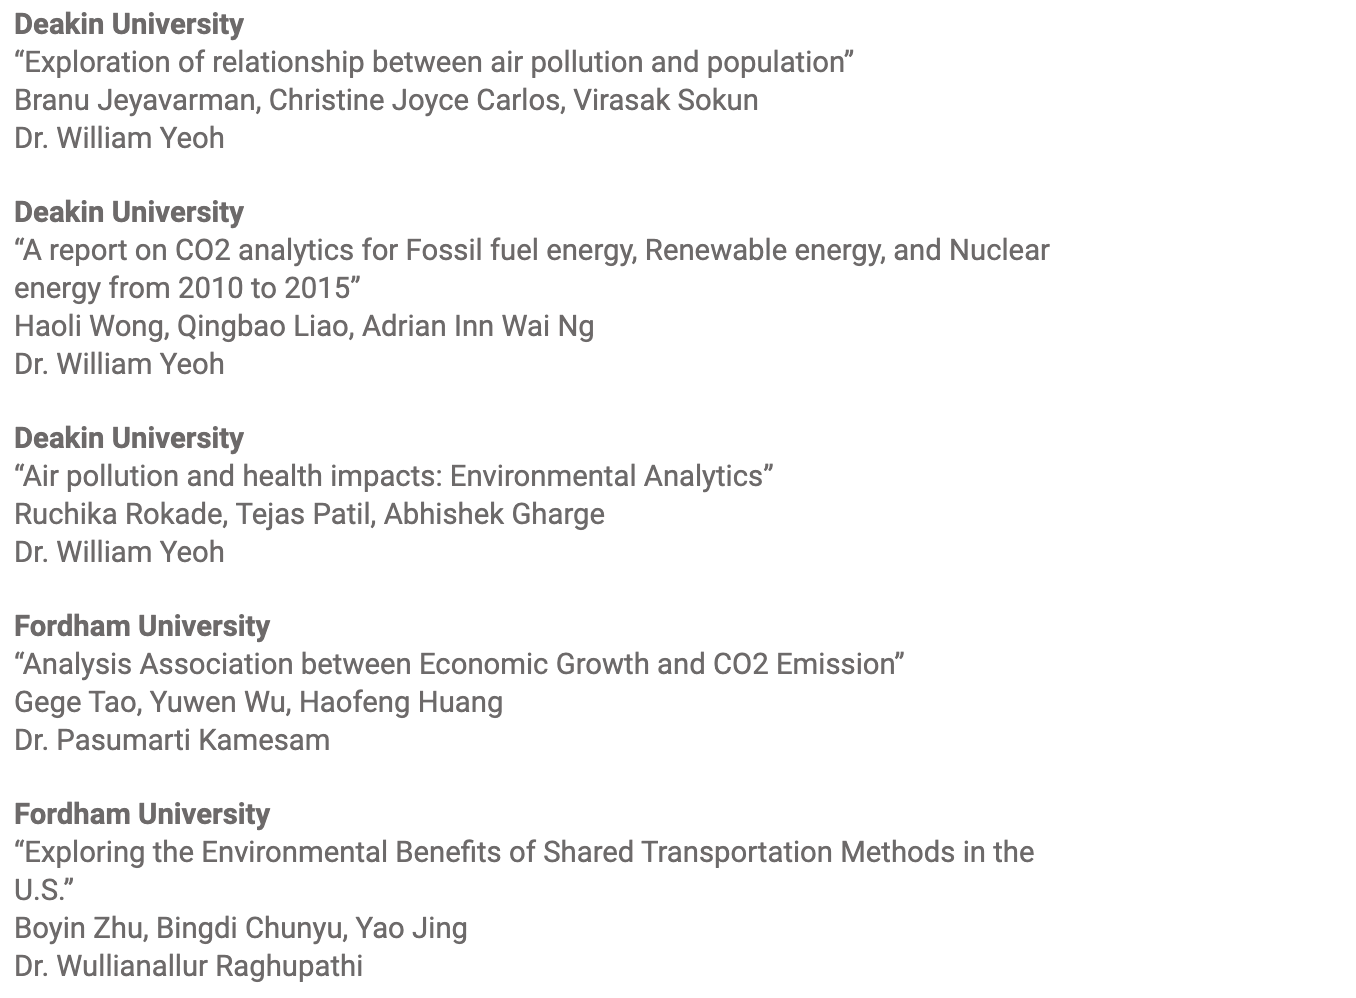 Deakin University
“Exploration of relationship between air pollution and population”
Branu Jeyavarman, Christine Joyce Carlos, Virasak Sokun
Dr. William Yeoh
Deakin University
“A report on CO2 analytics for Fossil fuel energy, Renewable energy, and Nuclear
energy from 2010 to 2015”
Haoli Wong, Qingbao Liao, Adrian Inn Wai Ng
Dr. William Yeoh
Deakin University
“Air pollution and health impacts: Environmental Analytics”
Ruchika Rokade, Tejas Patil, Abhishek Gharge
Dr. William Yeoh
Fordham University
“Analysis Association between Economic Growth and CO2 Emission”
Gege Tao, Yuwen Wu, Haofeng Huang
Dr. Pasumarti Kamesam
Fordham University
“Exploring the Environmental Benefits of Shared Transportation Methods in the
U.S.”
Boyin Zhu, Bingdi Chunyu, Yao Jing
Dr. Wullianallur Raghupathi